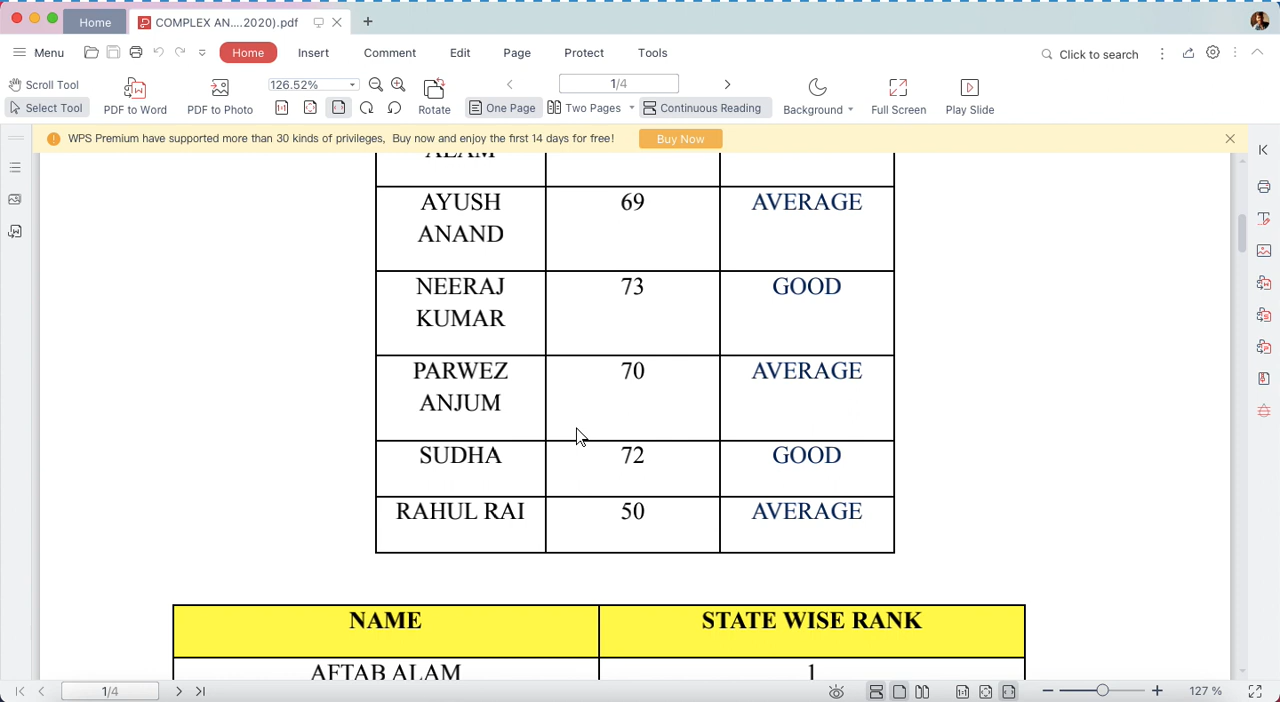 Home
COMPLEX AN....2020).pdf
Menu
Home
Insert
Comment
Edit
Page
Protect
Tools
Click to search
Scroll Tool
Select Tool
PDF to Word
PDF to Photo
126.52%
Rotate
1/4
One Page
Two Pages
Continuous Reading
Background
Full Screen
Play Slide
WPS Premium have supported more than 30 kinds of privileges, Buy now and enjoy the first 14 days for free!
Buy Now
ALAM
AYUSH 69 AVERAGE
ANAND
NEERAJ 73 GOOD
KUMAR
PARWEZ 70 AVERAGE
ANJUM
SUDHA 72 GOOD
RAHUL RAI 50 AVERAGE
NAME STATE WISE RANK
AFTAB ALAM 1
1/4
127 %